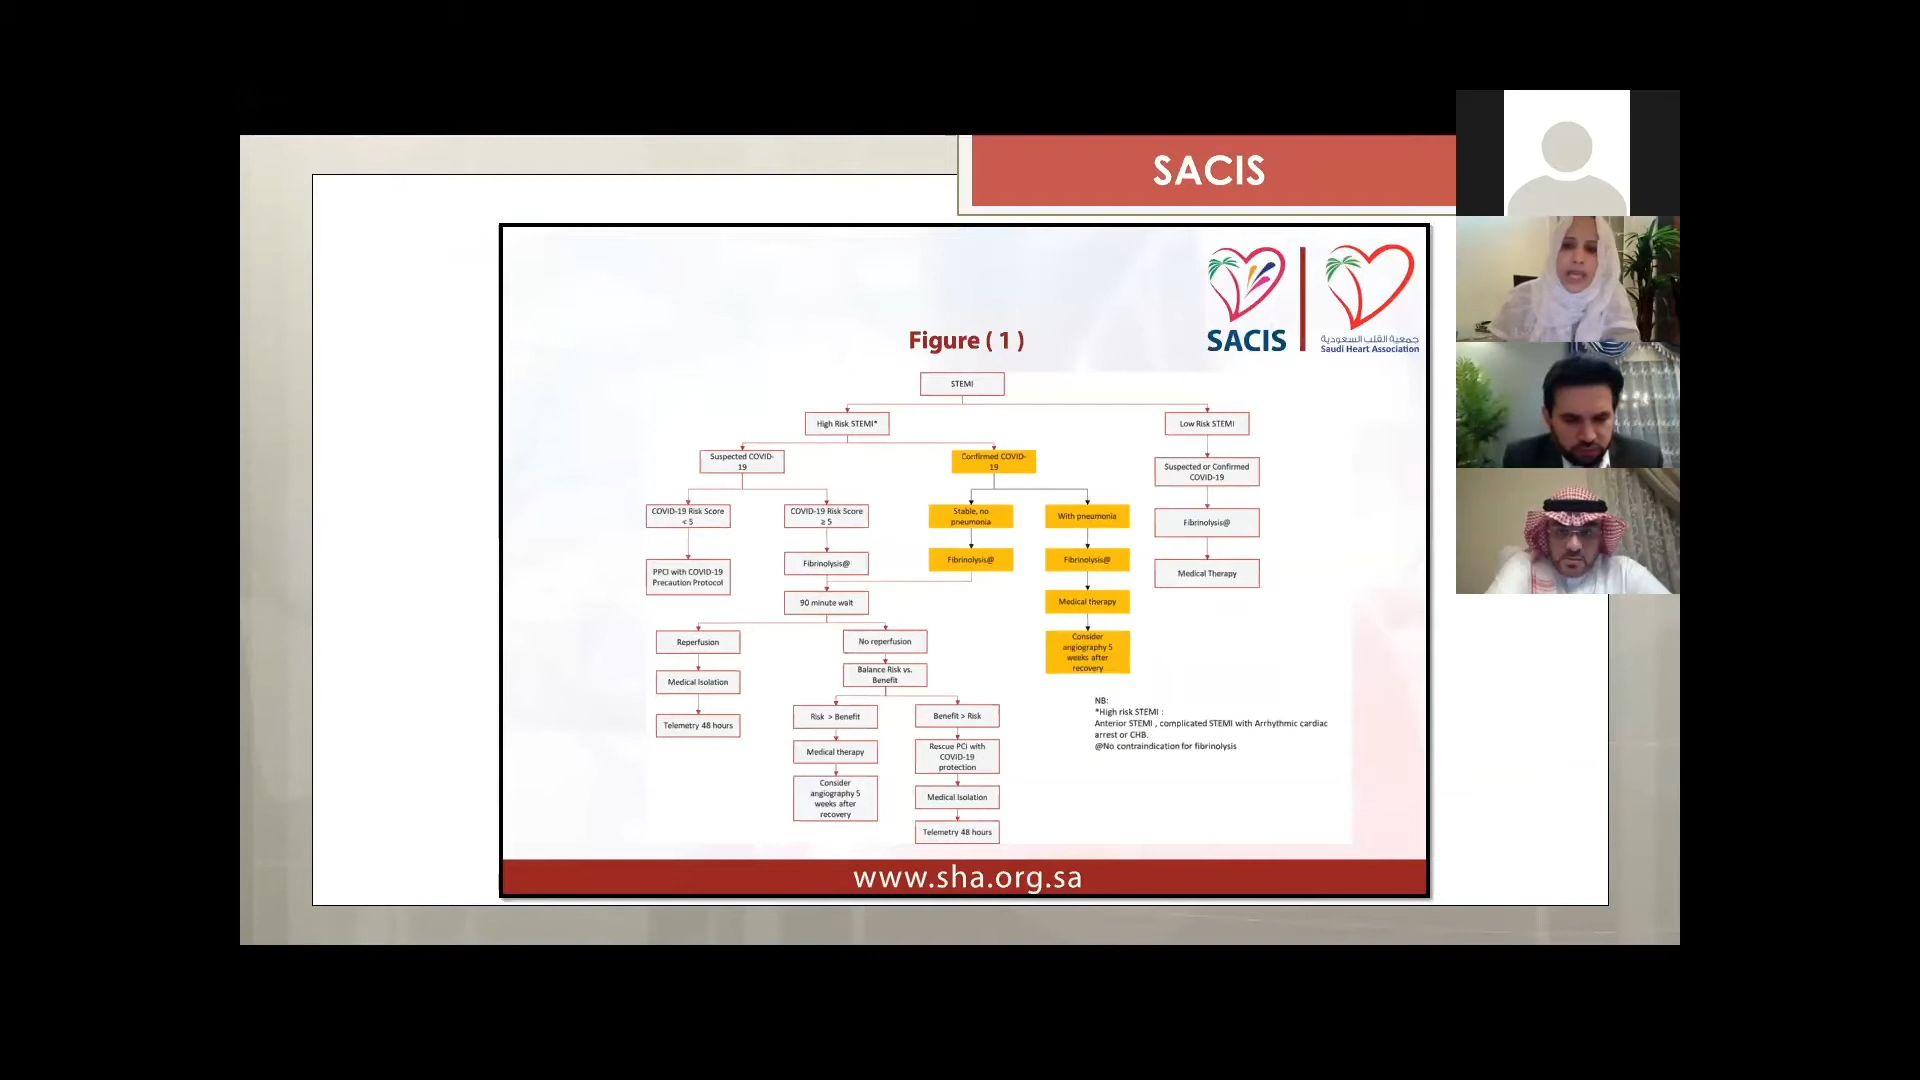 SACIS
SACIS
جمعية القلب السعودية
Saudi Heart Association
Figure ( 1 )
STEMI
High Risk STEMI*
Low Risk STEMI
Suspected COVID-
19
Confirmed COVID-
19
Suspected or Confirmed
COVID-19
COVID-19 Risk Score
< 5
COVID-19 Risk Score
≥ 5
Stable, no
pneumonia
With pneumonia
Fibrinolysis@
PPCI with COVID-19
Precaution Protocol
Fibrinolysis@
Fibrinolysis@
Fibrinolysis@
Medical Therapy
90 minute wait
Medical therapy
Reperfusion
No reperfusion
Consider
angiography 5
weeks after
recovery
Medical Isolation
Balance Risk vs.
Benefit
Telemetry 48 hours
Risk > Benefit
Benefit > Risk
Medical therapy
Rescue PCI with
COVID-19
protection
Consider
angiography 5
weeks after
recovery
Medical Isolation
Telemetry 48 hours
NB:
*High risk STEMI :
Anterior STEMI , complicated STEMI with Arrhythmic cardiac
arrest or CHB.
@No contraindication for fibrinolysis
www.sha.org.sa